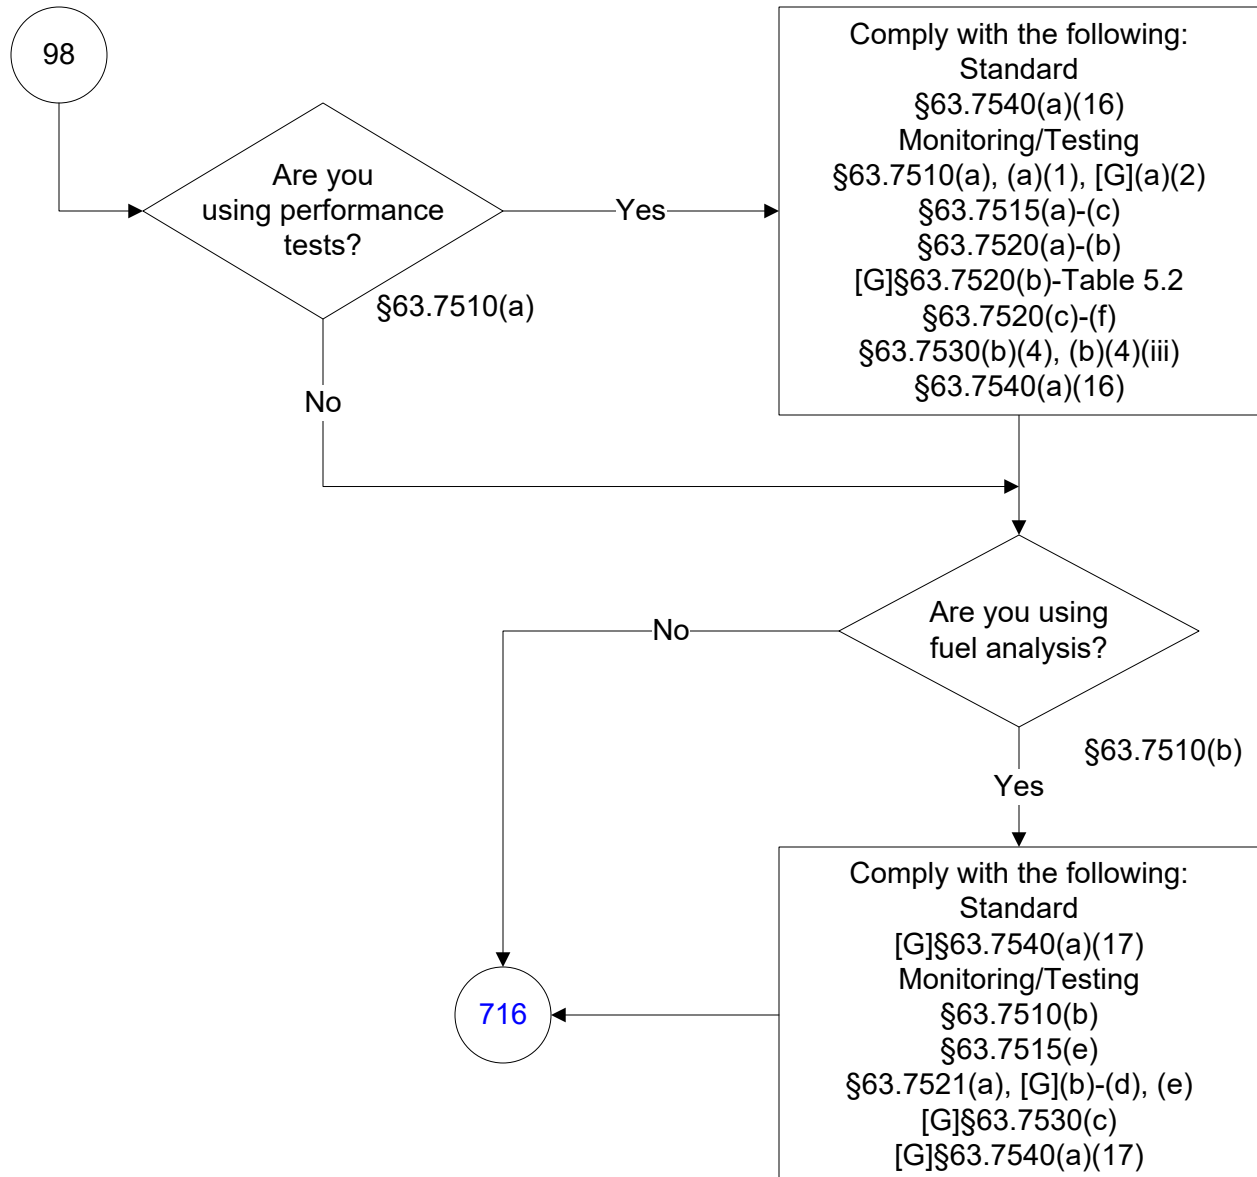 98
Are you
using performance
tests?
§63.7510(a)
Yes
No
Comply with the following:
Standard
§63.7540(a)(16)
Monitoring/Testing
§63.7510(a), (a)(1), [G](a)(2)
§63.7515(a)-(c)
§63.7520(a)-(b)
[G]§63.7520(b)-Table 5.2
§63.7520(c)-(f)
§63.7530(b)(4), (b)(4)(iii)
§63.7540(a)(16)
Are you using
fuel analysis?
§63.7510(b)
No
Yes
Comply with the following:
Standard
[G]§63.7540(a)(17)
Monitoring/Testing
§63.7510(b)
§63.7515(e)
§63.7521(a), [G](b)-(d), (e)
[G]§63.7530(c)
[G]§63.7540(a)(17)
716